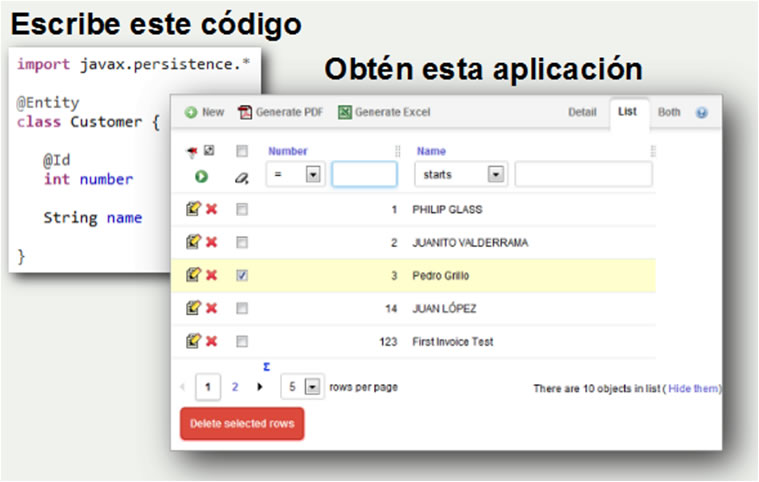 Escribe este código
import javax.persistence.*
@Entity
class Customer {
@Id
int number
String name
}
Obtén esta aplicación
New Generate PDF Generate Excel Detail List Both
Number Name
= starts
1 PHILIP GLASS
2 JUANITO VALDERRAMA
3 Pedro Grillo
14 JUAN LÓPEZ
123 First Invoice Test
Σ
1 2 5 rows per page There are 10 objects in list ( Hide them)
Delete selected rows